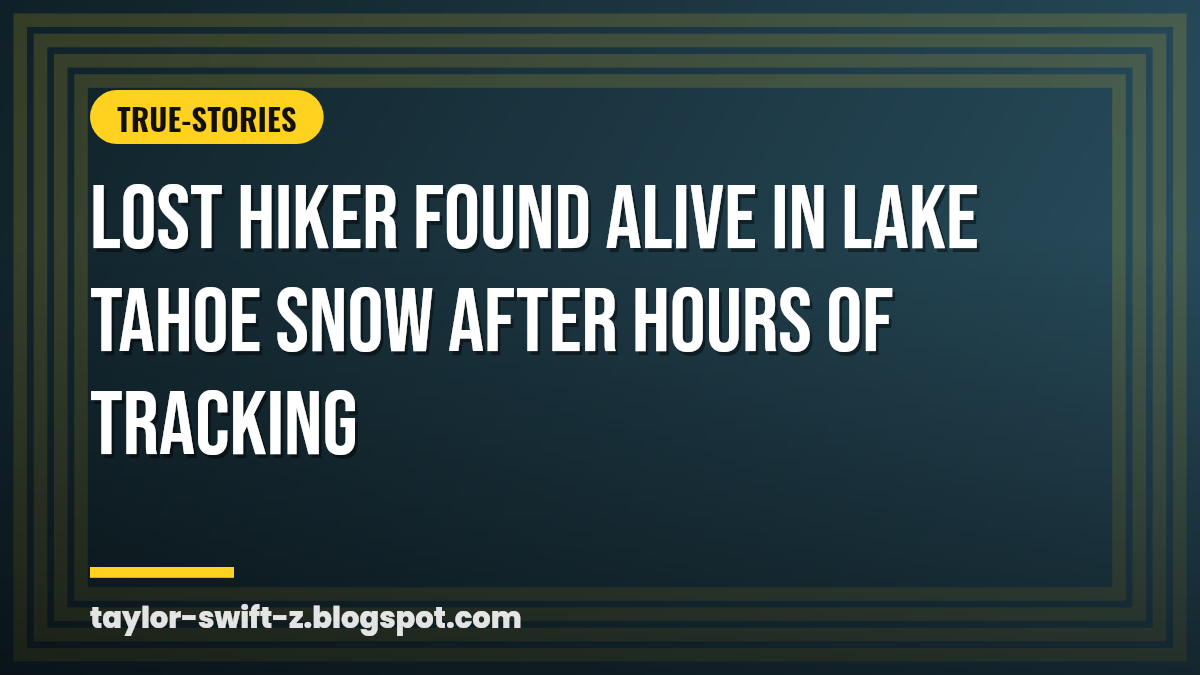 TRUE-STORIES
LOST HIKER FOUND ALIVE IN LAKE
TAHOE SNOW AFTER HOURS OF
TRACKING
taylor-swift-z.blogspot.com